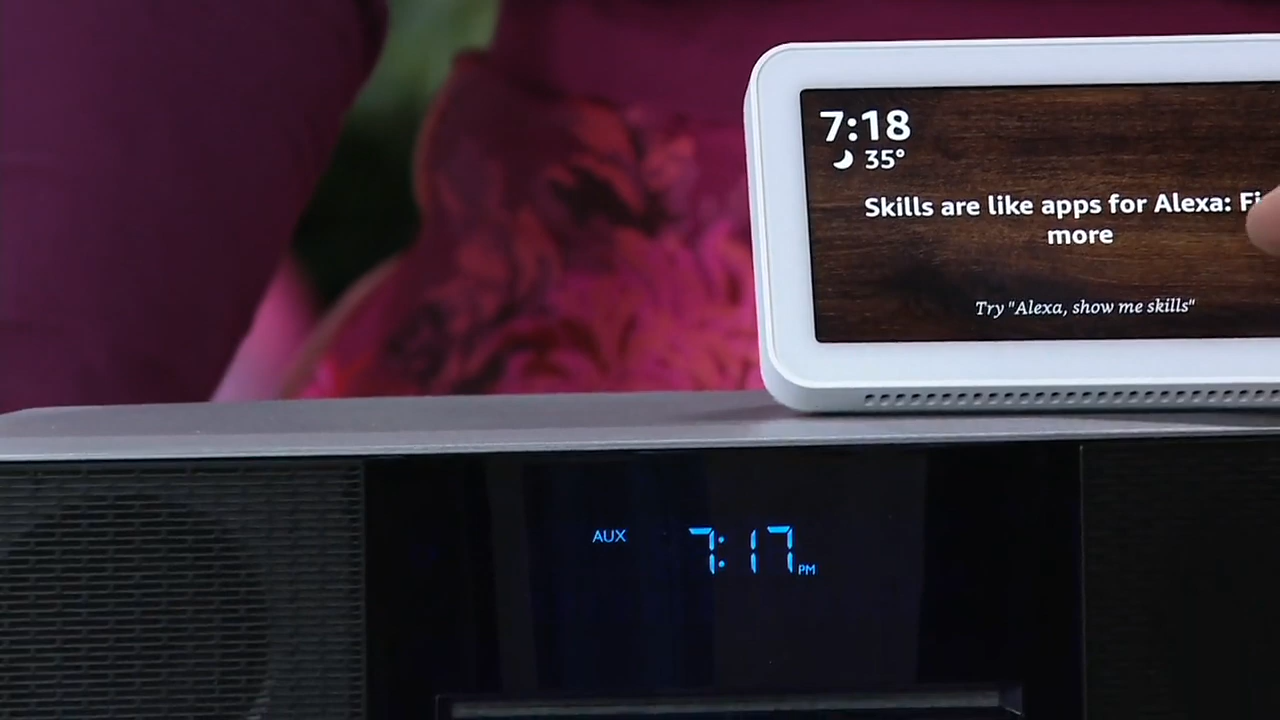 7:18
35°
Skills are like apps for Alexa:
more
Try "Alexa, show me skills"
AUX 7:17 PM